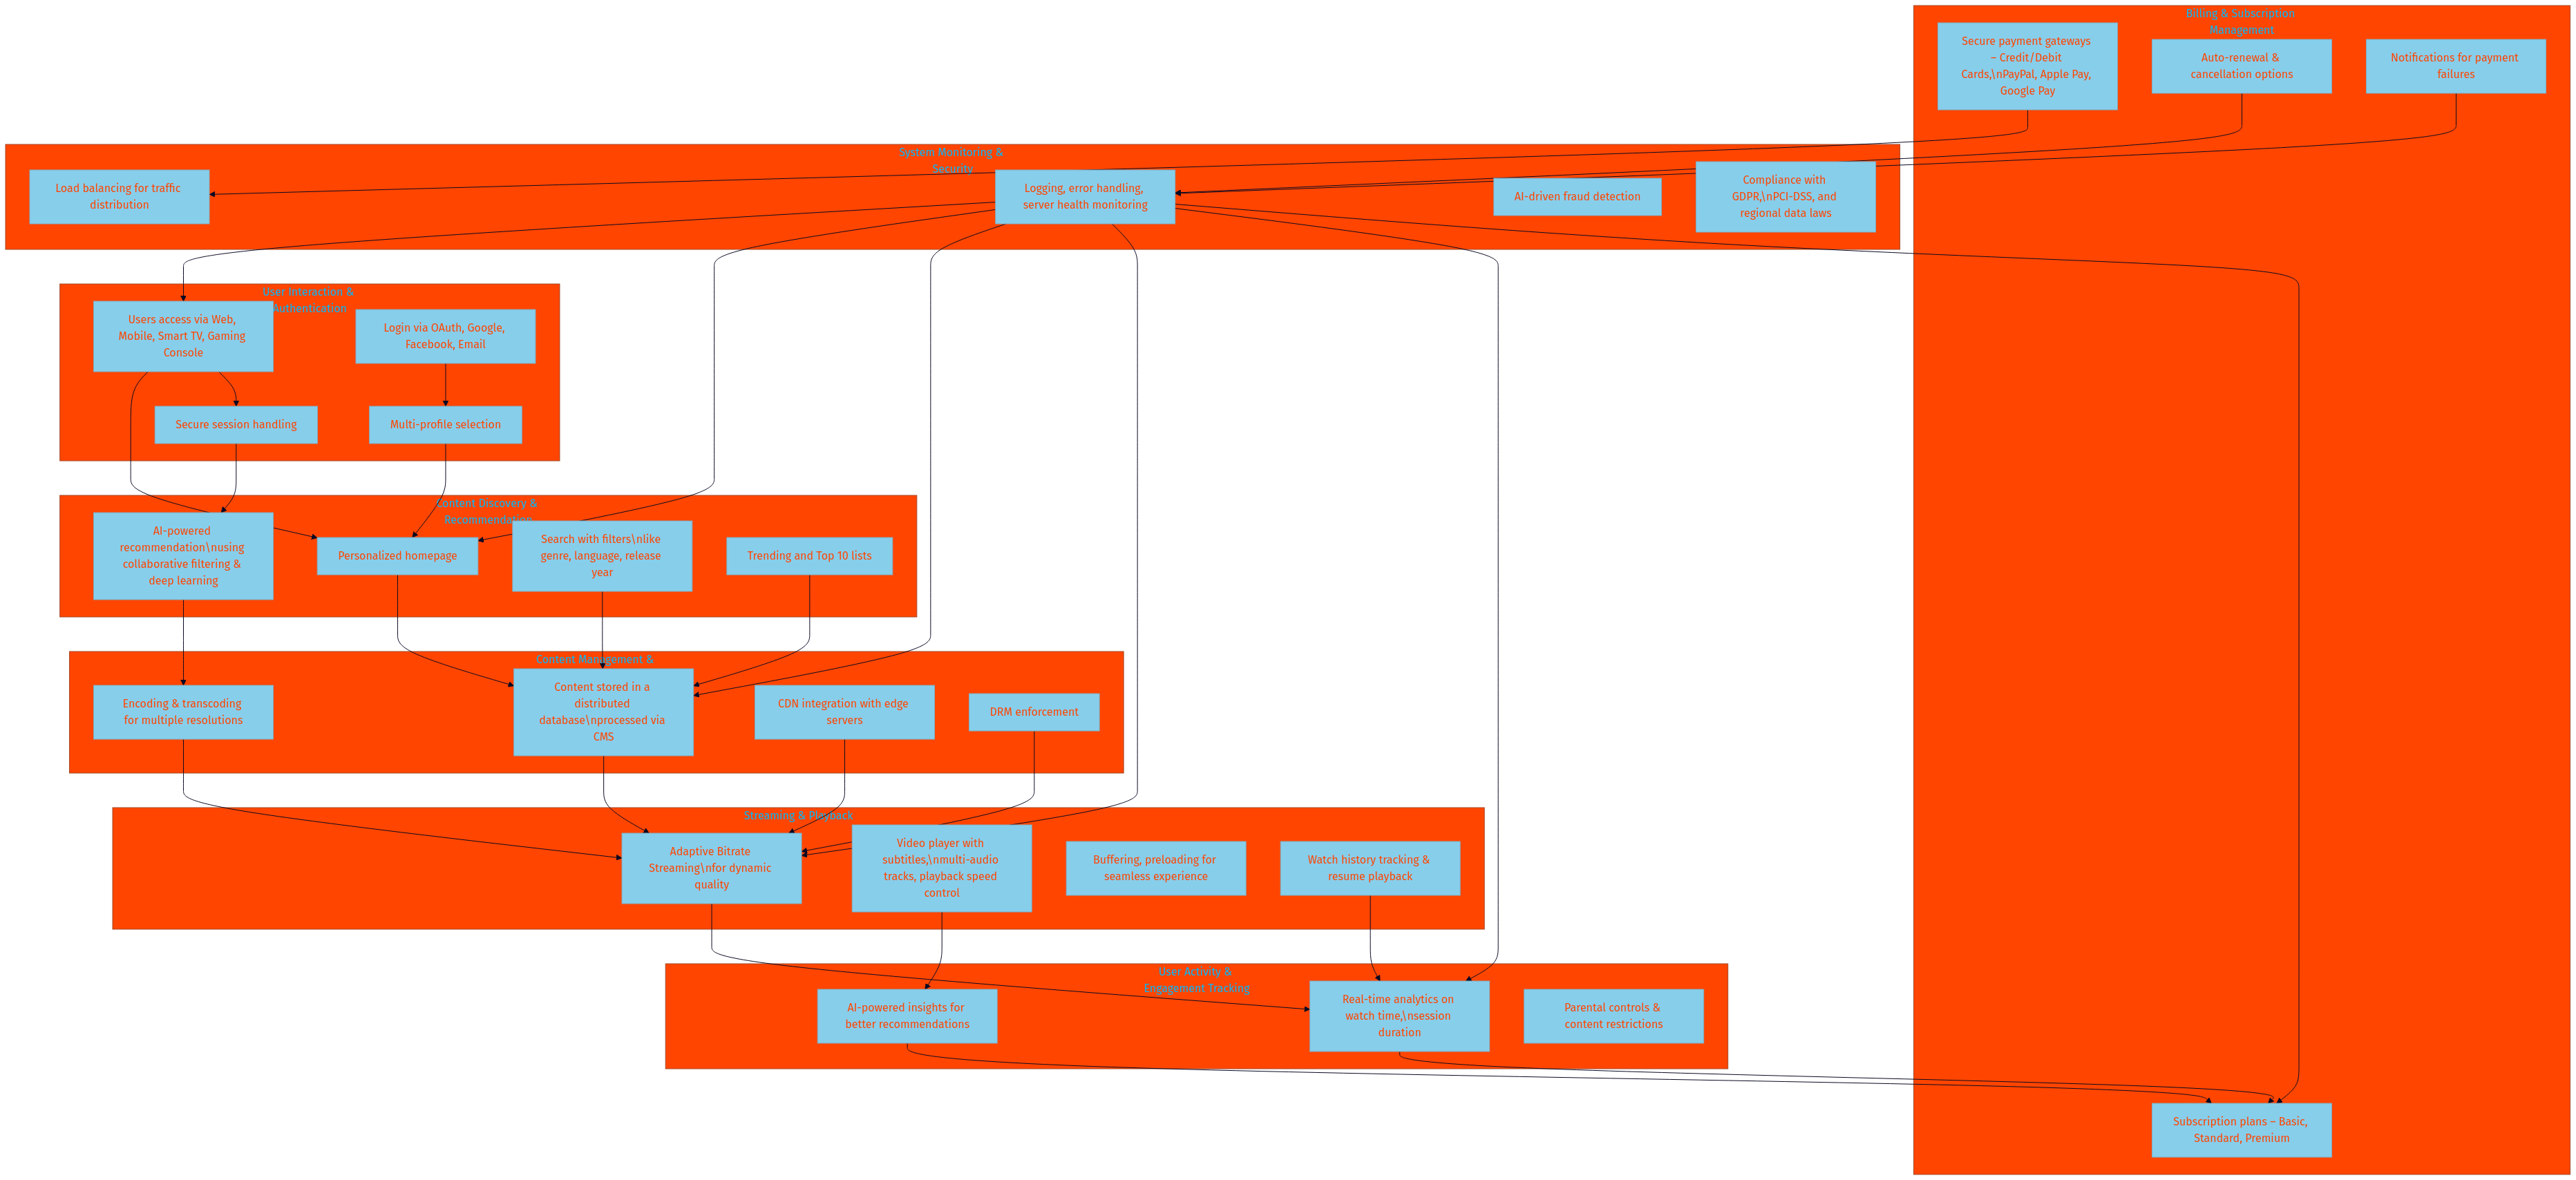 Billing & Subscription
Management
Secure payment gateways
– Credit/Debit
Cards,\nPayPal, Apple Pay,
Google Pay
Auto-renewal &
cancellation options
Notifications for payment
failures
System Monitoring &
Security
Load balancing for traffic
distribution
Logging, error handling,
server health monitoring
AI-driven fraud detection
Compliance with
GDPR,\nPCI-DSS, and
regional data laws
User Interaction &
Authentication
Users access via Web,
Mobile, Smart TV, Gaming
Console
Login via OAuth, Google,
Facebook, Email
Secure session handling
Multi-profile selection
Content Discovery &
Recommendation
AI-powered
recommendation\nusing
collaborative filtering &
deep learning
Personalized homepage
Search with filters\nlike
genre, language, release
year
Trending and Top 10 lists
Content Management &
Encoding & transcoding
for multiple resolutions
Content stored in a
distributed
database\nprocessed via
CMS
CDN integration with edge
servers
DRM enforcement
Streaming & Playback
Adaptive Bitrate
Streaming\nfor dynamic
quality
Video player with
subtitles,\nmulti-audio
tracks, playback speed
control
Buffering, preloading for
seamless experience
Watch history tracking &
resume playback
User Activity &
Engagement Tracking
AI-powered insights for
better recommendations
Real-time analytics on
watch time,\nsession
duration
Parental controls &
content restrictions
Subscription plans – Basic,
Standard, Premium